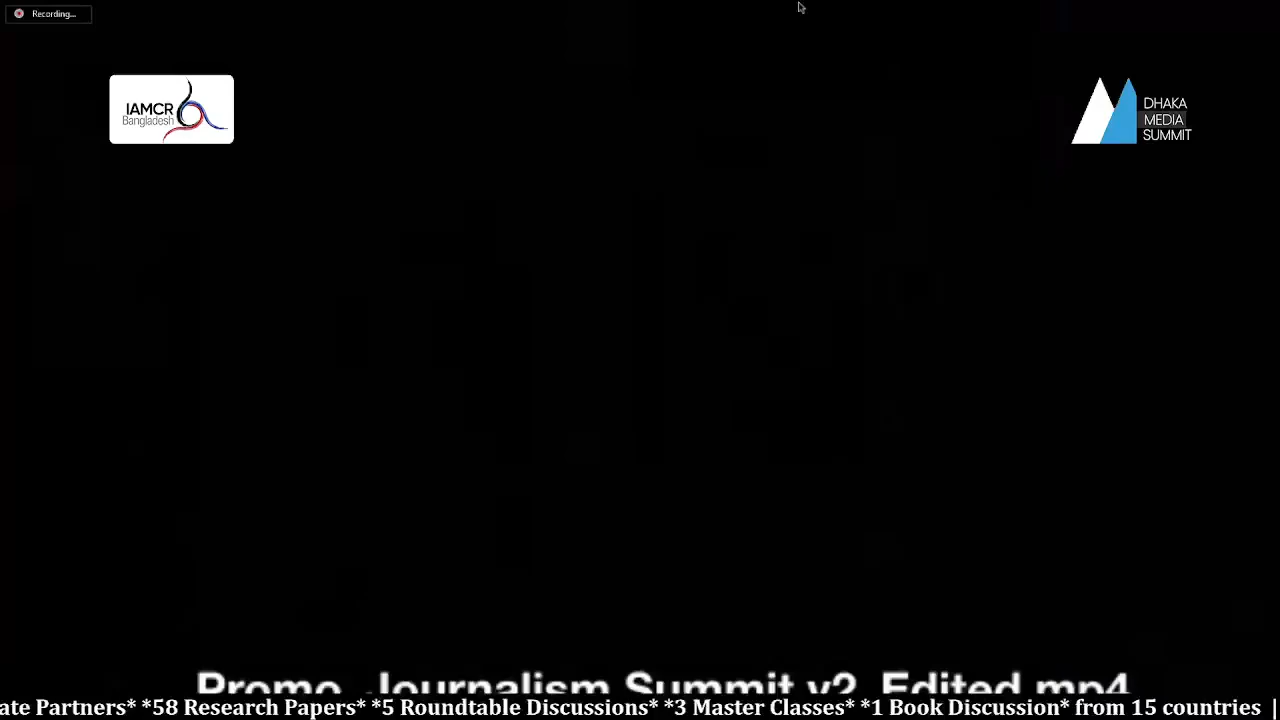 Recording...
IAMCR
Bangladesh
DHAKA
MEDIA
SUMMIT
Promo_Journalism Summit v2_Edited.mp4
ate Partners* *58 Research Papers* *5 Roundtable Discussions* *3 Master Classes* *1 Book Discussion* from 15 countries |